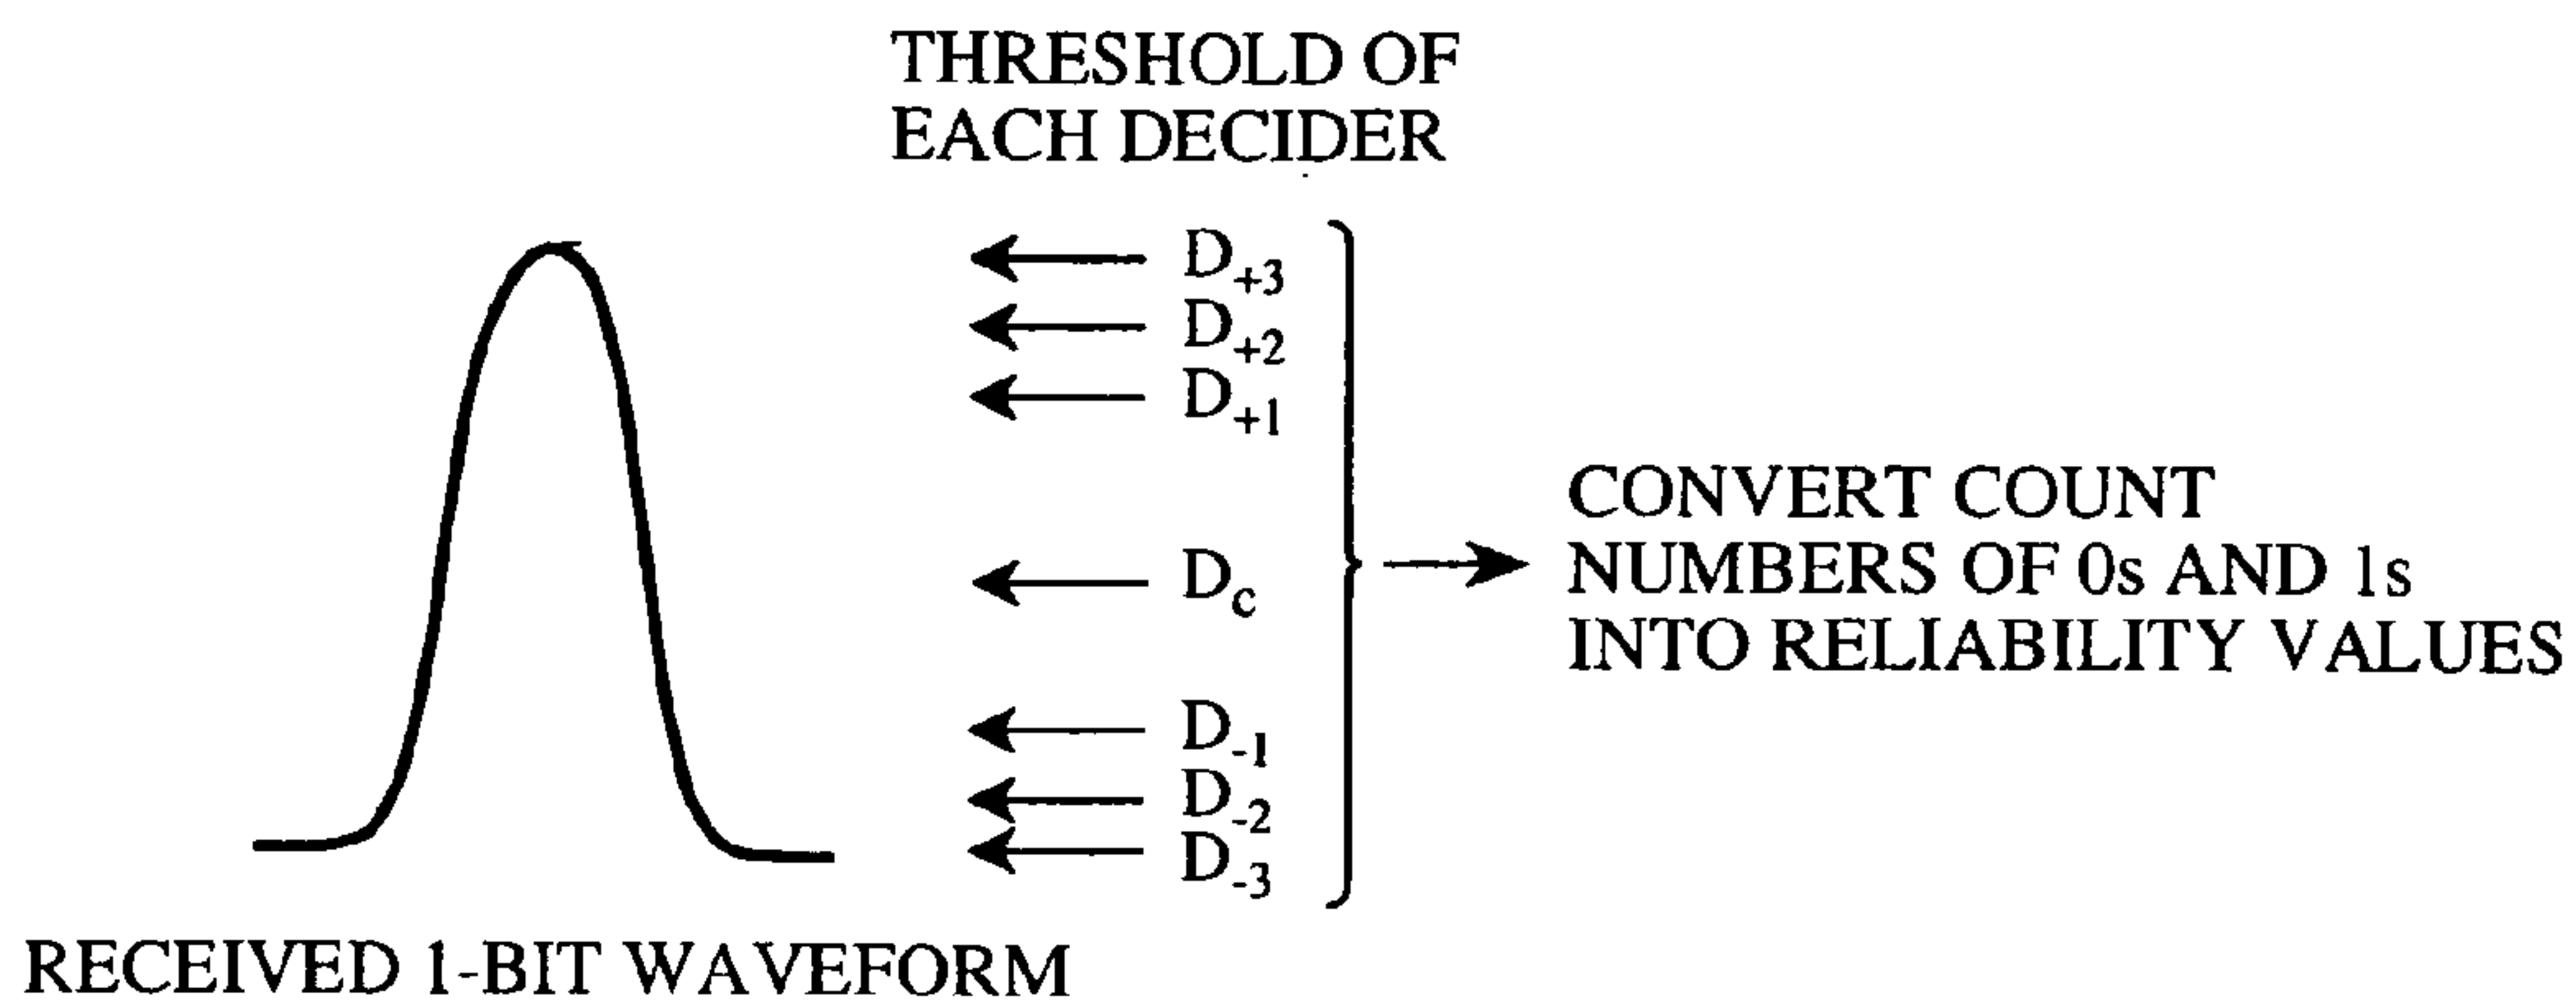 THRESHOLD OF
EACH DECIDER
D+3
D+2
D+1
Dc
D-1
D-2
D-3
CONVERT COUNT
NUMBERS OF 0s AND 1s
INTO RELIABILITY VALUES
RECEIVED 1-BIT WAVEFORM